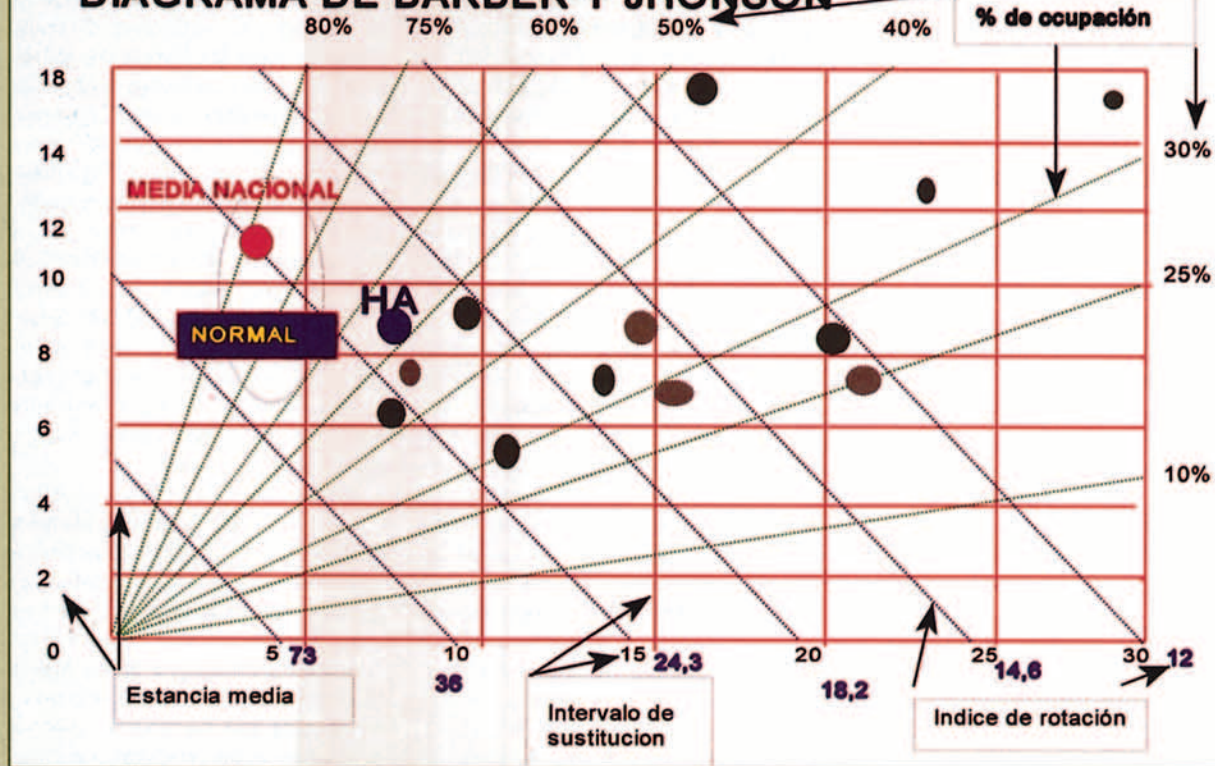 DIAGRAMA DE BARBER Y JHONSON
80% 75% 60% 50% 40%
% de ocupación
18
14
12
10
8
6
4
2
0
30%
25%
10%
MEDIA NACIONAL
HA
NORMAL
5 73 10 15 24,3 20 25 14,6 30 12
36 18,2
Estancia media
Intervalo de
sustitucion
Indice de rotación